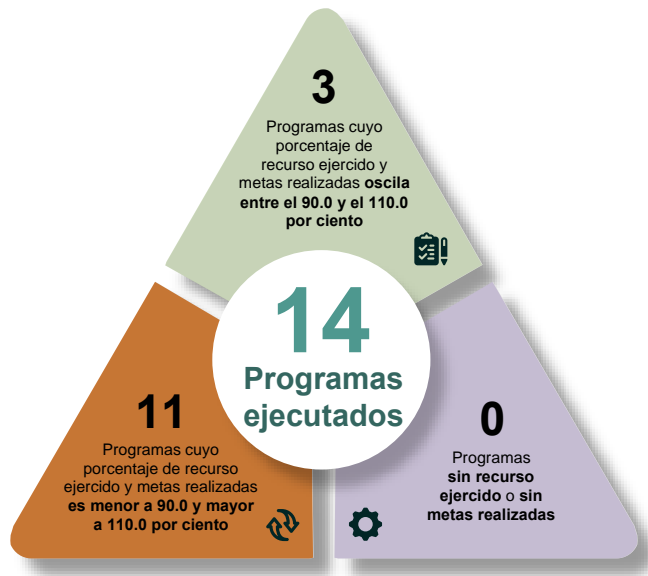 3
Programas cuyo
porcentaje de
recurso ejercido y
metas realizadas oscila
entre el 90.0 y el 110.0
por ciento
14
Programas
ejecutados
11
Programas cuyo
porcentaje de recurso
ejercido y metas realizadas
es menor a 90.0 y mayor
a 110.0 por ciento
0
Programas
sin recurso
ejercido o sin
metas realizadas